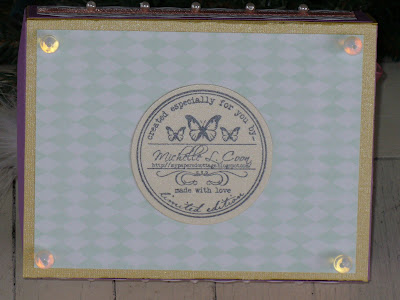 created especially for you by~
Michelle L. Coon
made with love
limited edition